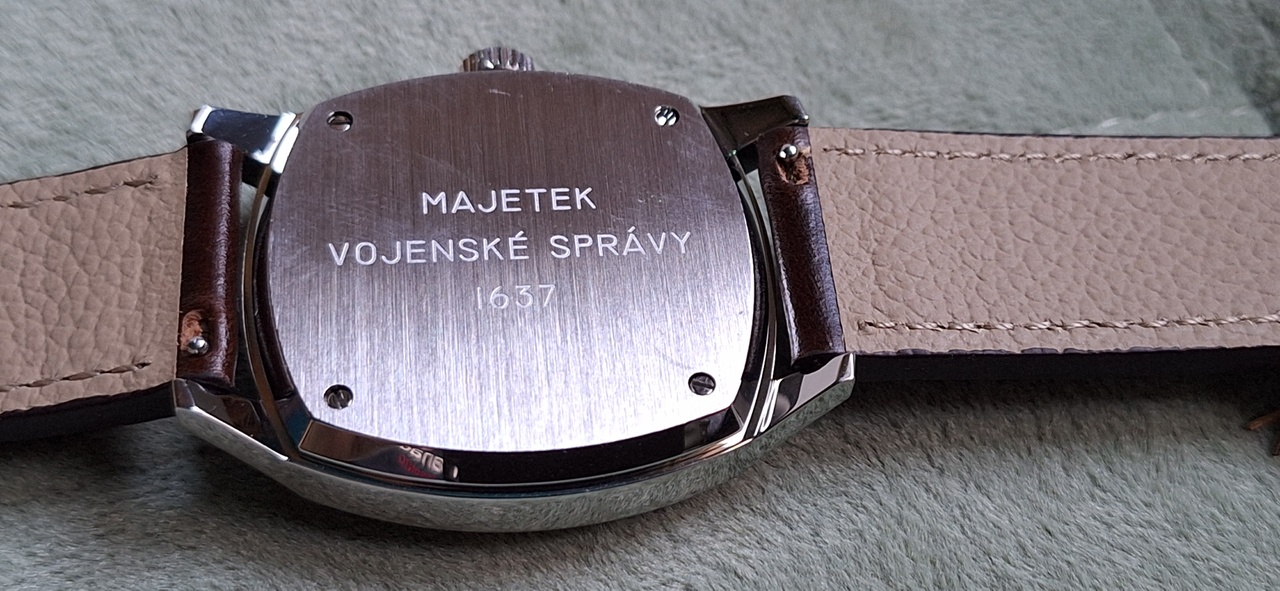 MAJETEK
VOJENSKÉ SPRÁVY
1637